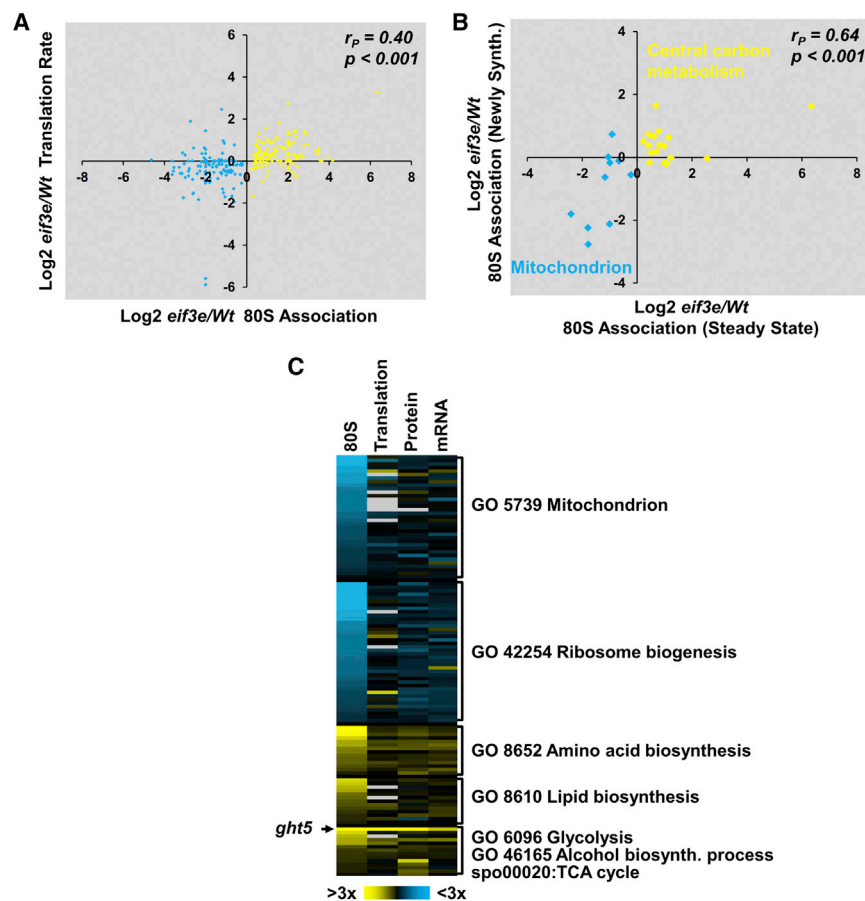 A
Log2 eif3e/Wt Translation Rate
r_P = 0.40
p < 0.001
6
4
2
0
-2
-4
-6
-8 -6 -4 -2 0 2 4 6 8
Log2 eif3e/Wt 80S Association
B
Log2 eif3e/Wt
80S Association (Newly Synth.)
Central carbon
metabolism
r_P = 0.64
p < 0.001
4
2
0
-2
-4
-4 -2 0 2 4 6 8
Mitochondrion
Log2 eif3e/Wt
80S Association (Steady State)
C
80S Translation Protein mRNA
GO 5739 Mitochondrion
GO 42254 Ribosome biogenesis
GO 8652 Amino acid biosynthesis
GO 8610 Lipid biosynthesis
ght5
GO 6096 Glycolysis
GO 46165 Alcohol biosynth. process
spo00020:TCA cycle
>3x <3x